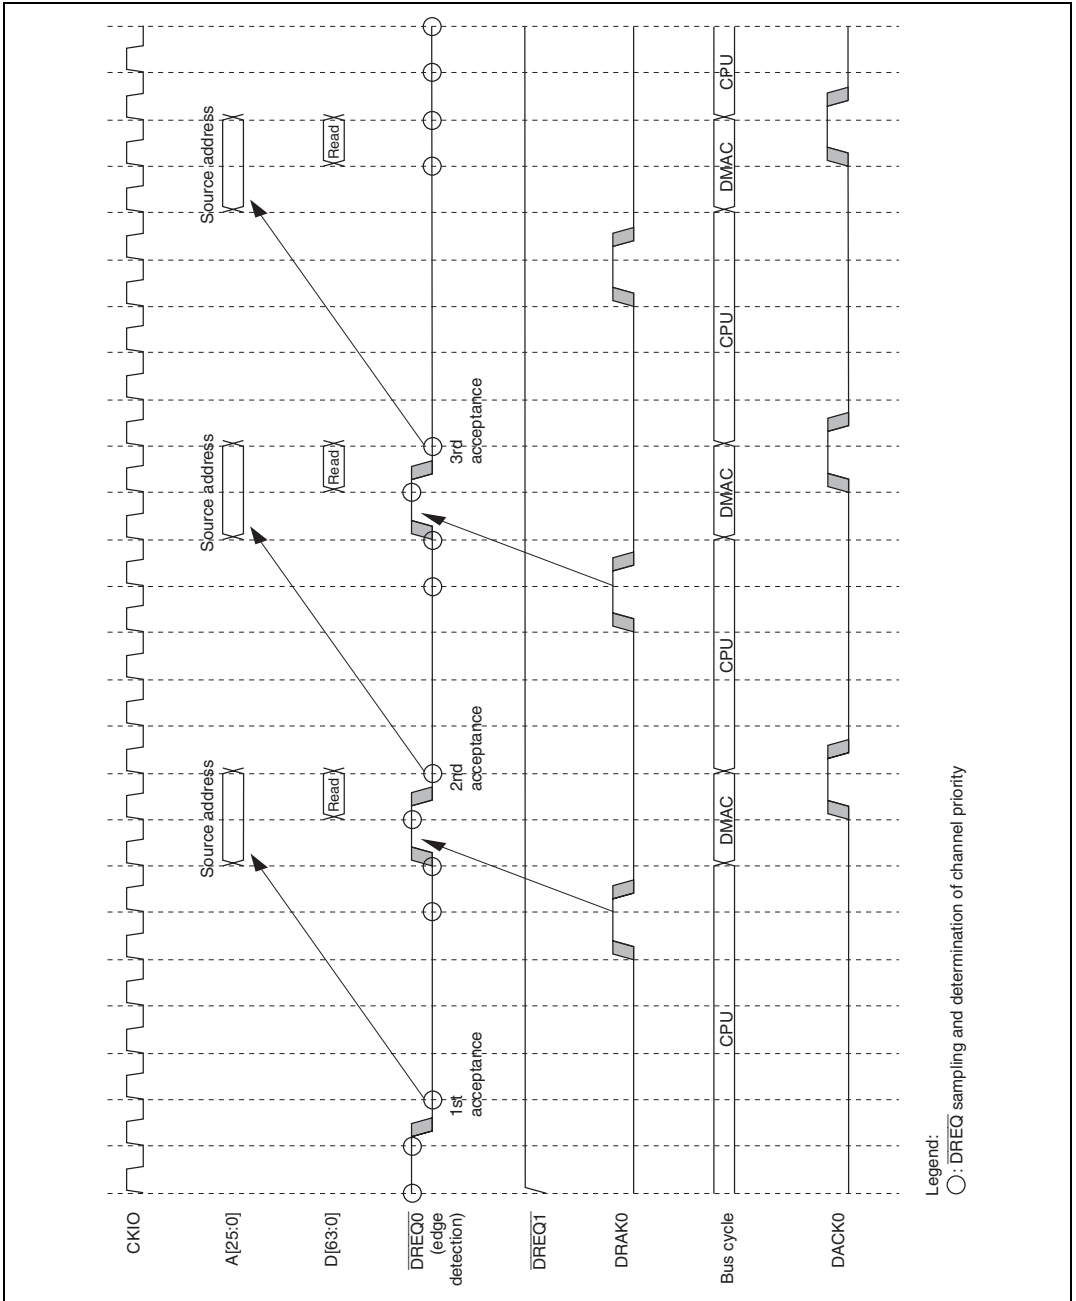 CKIO
A[25:0]
Source address
Source address
Source address
D[63:0]
Read
Read
Read
DREQ0
(edge
detection)
1st
acceptance
2nd
acceptance
3rd
acceptance
DREQ1
DRAK0
Bus cycle
CPU
DMAC
CPU
DMAC
CPU
DMAC
CPU
DACK0
Legend:
○: DREQ sampling and determination of channel priority